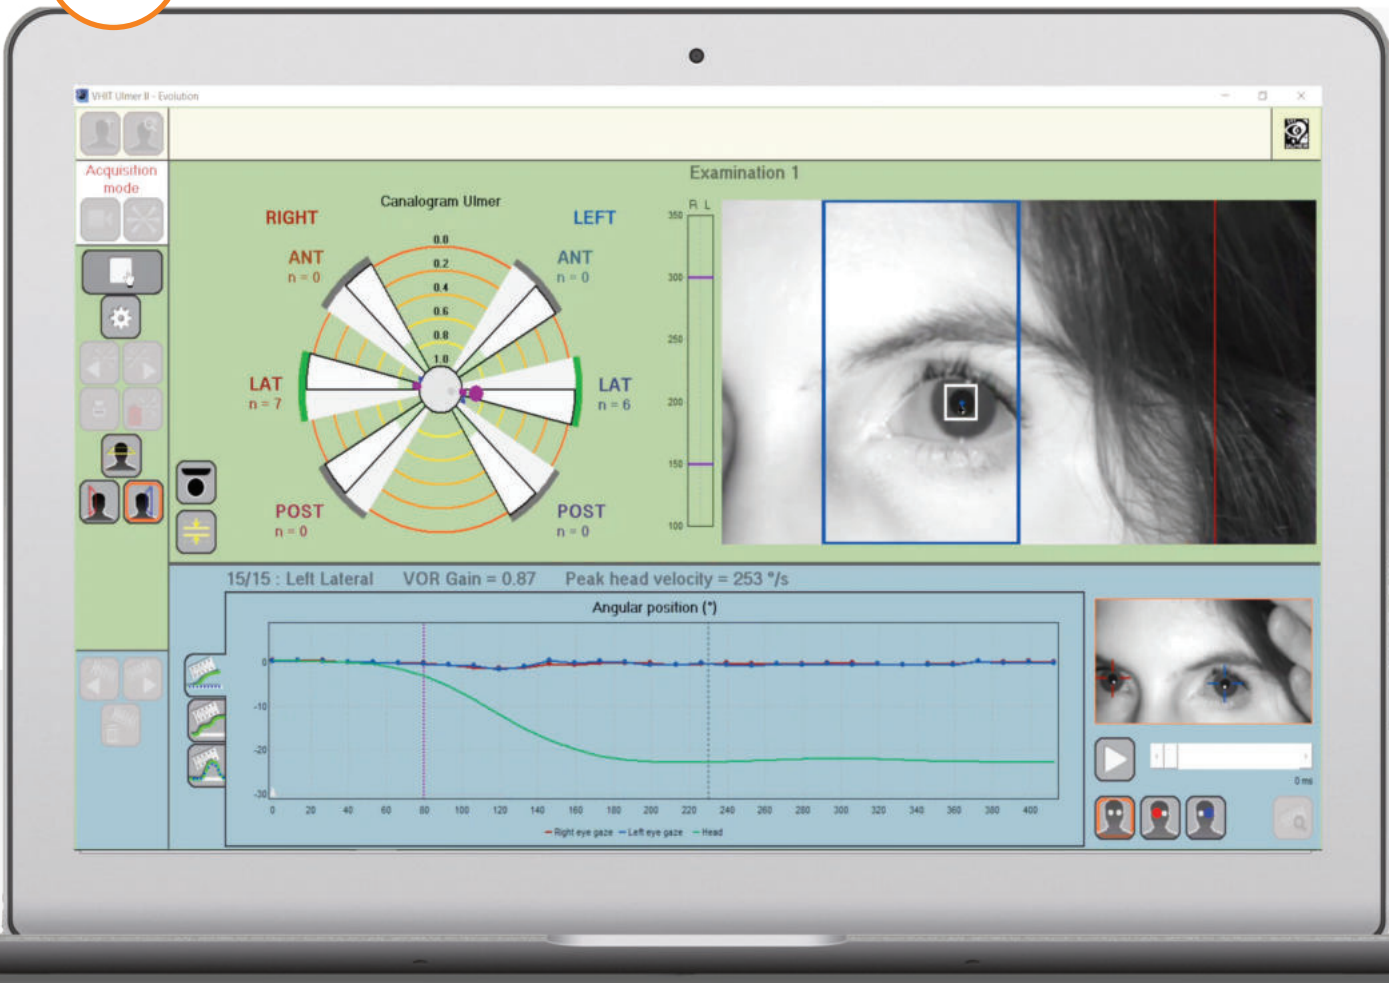 VHIT Ulmer II - Evolution
Acquisition
mode
Examination 1
Canalogram Ulmer
RIGHT
LEFT
ANT
n = 0
ANT
n = 0
LAT
n = 7
LAT
n = 6
POST
n = 0
POST
n = 0
0.0
0.2
0.4
0.6
0.8
1.0
R L
350
300
250
200
150
100
15/15 : Left Lateral VOR Gain = 0.87 Peak head velocity = 253 °/s
Angular position (°)
0
-10
-20
-30
0 20 40 60 80 100 120 140 160 180 200 220 240 260 280 300 320 340 360 380 400
Right eye gaze Left eye gaze Head
0 ms